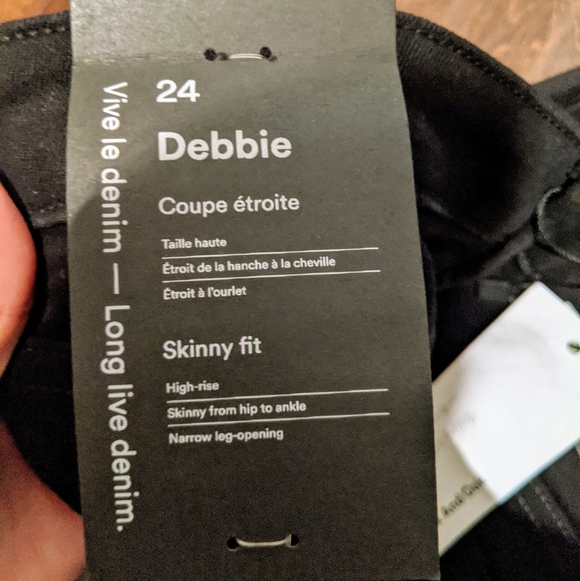 24
Debbie
Coupe étroite
Taille haute
Étroit de la hanche à la cheville
Étroit à l'ourlet
Skinny fit
High-rise
Skinny from hip to ankle
Narrow leg-opening
Vive le denim — Long live denim.
And